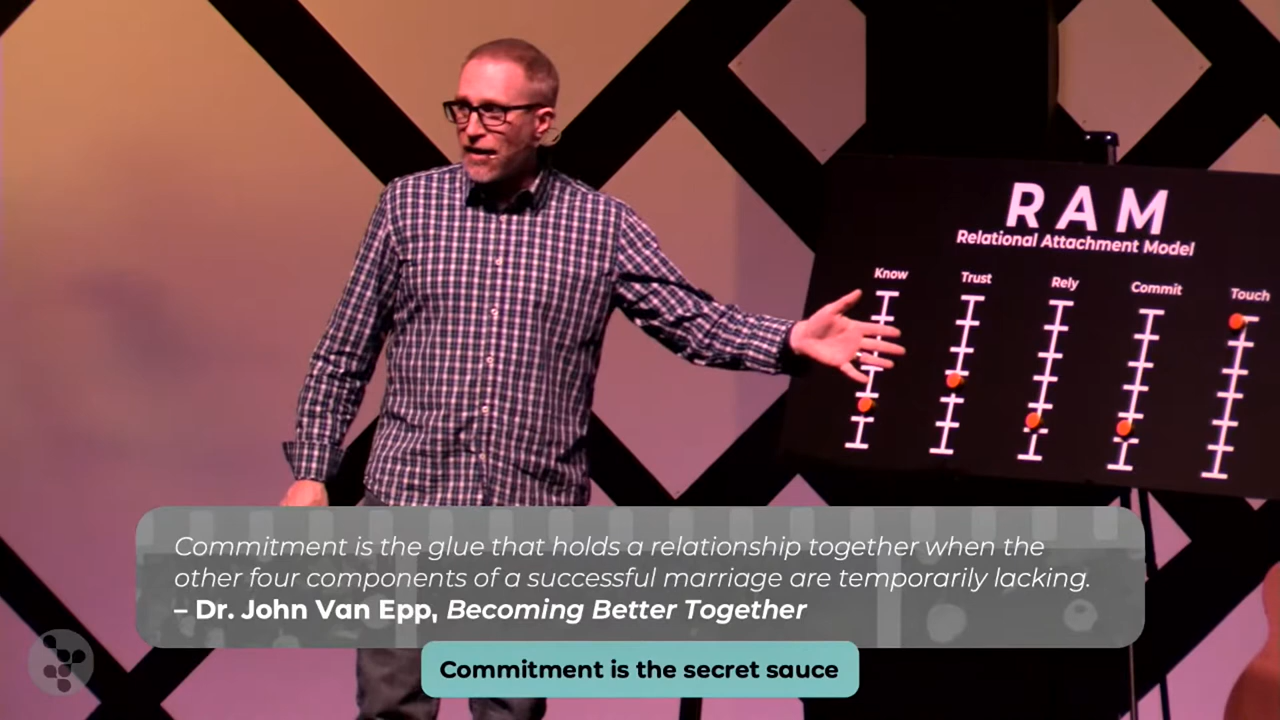 RAM
Relational Attachment Model
Know Trust Rely Commit Touch
Commitment is the glue that holds a relationship together when the
other four components of a successful marriage are temporarily lacking.
– Dr. John Van Epp, Becoming Better Together
Commitment is the secret sauce